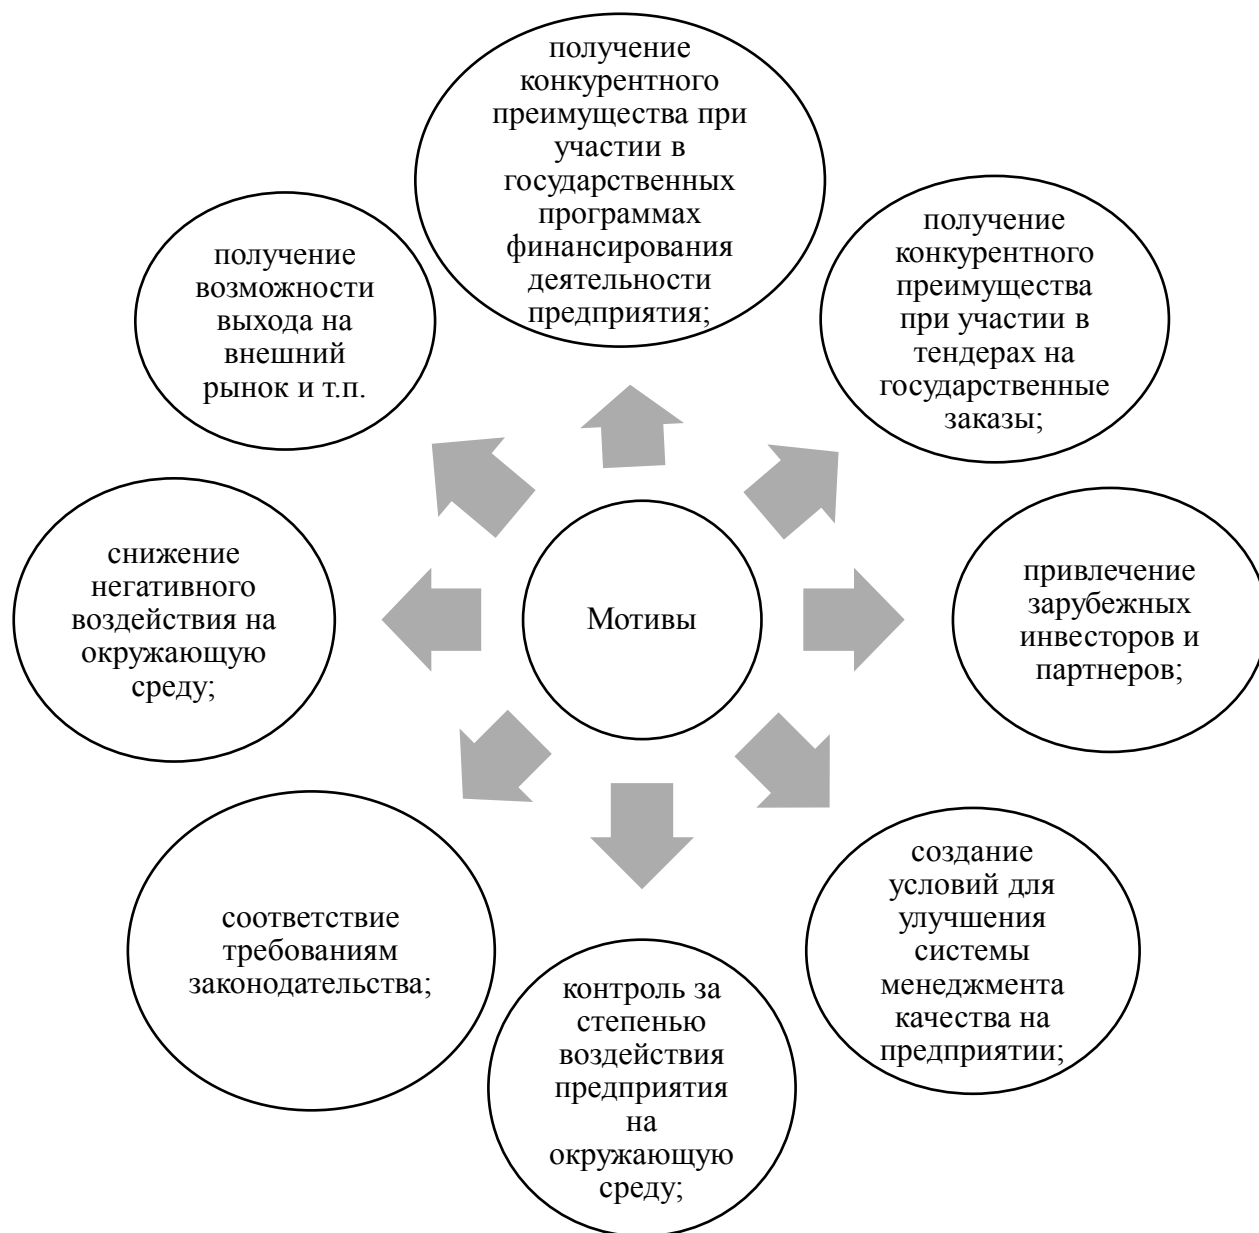 получение
конкурентного
преимущества при
участии в
государственных
программах
финансирования
деятельности
предприятия;
получение
конкурентного
преимущества
при участии в
тендерах на
государственные
заказы;
привлечение
зарубежных
инвесторов и
партнеров;
создание
условий для
улучшения
системы
менеджмента
качества на
предприятии;
контроль за
степенью
воздействия
предприятия
на
окружающую
среду;
соответствие
требованиям
законодательства;
снижение
негативного
воздействия на
окружающую
среду;
получение
возможности
выхода на
внешний
рынок и т.п.
Мотивы